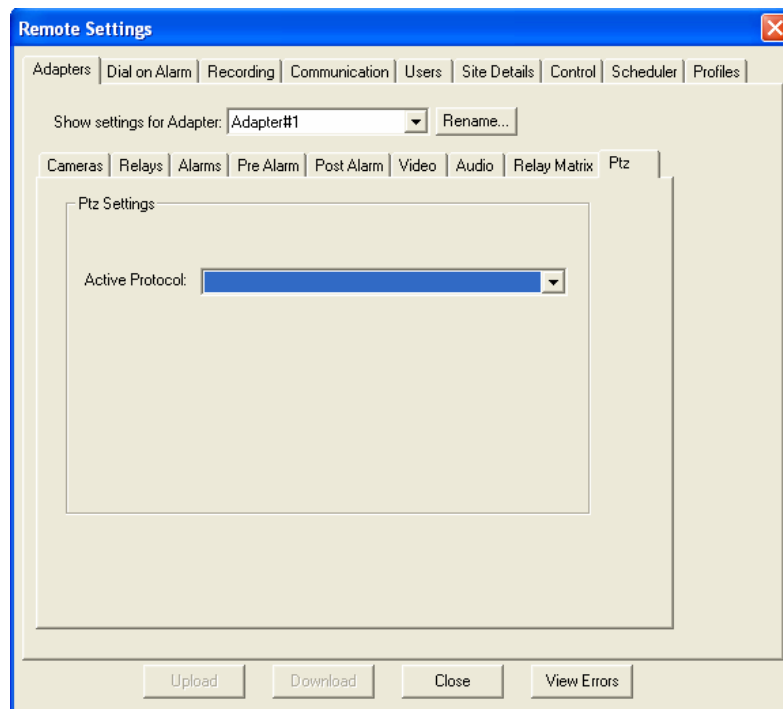 Remote Settings
Adapters Dial on Alarm Recording Communication Users Site Details Control Scheduler Profiles
Show settings for Adapter: Adapter#1 Rename...
Cameras Relays Alarms Pre Alarm Post Alarm Video Audio Relay Matrix Ptz
Ptz Settings
Active Protocol:
Upload Download Close View Errors